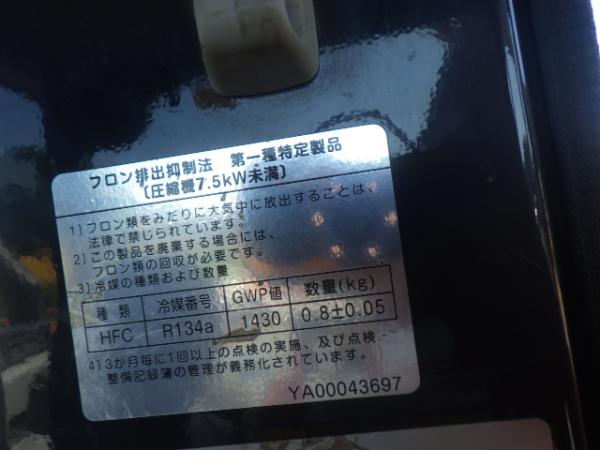 フロン排出抑制法 第一種特定製品
(圧縮機7.5kW未満)
1]フロン類をみだりに大気中に放出することは、
法律で禁じられています。
2]この製品を廃棄する場合には、
フロン類の回収が必要です。
3]冷媒の種類および数量
種類 冷媒番号 GWP値 数量(kg)
HFC R134a 1430 0.8±0.05
4]3か月毎に1回以上の点検の実施、及び点検・
整備記録簿の管理が義務化されています。
YA00043697